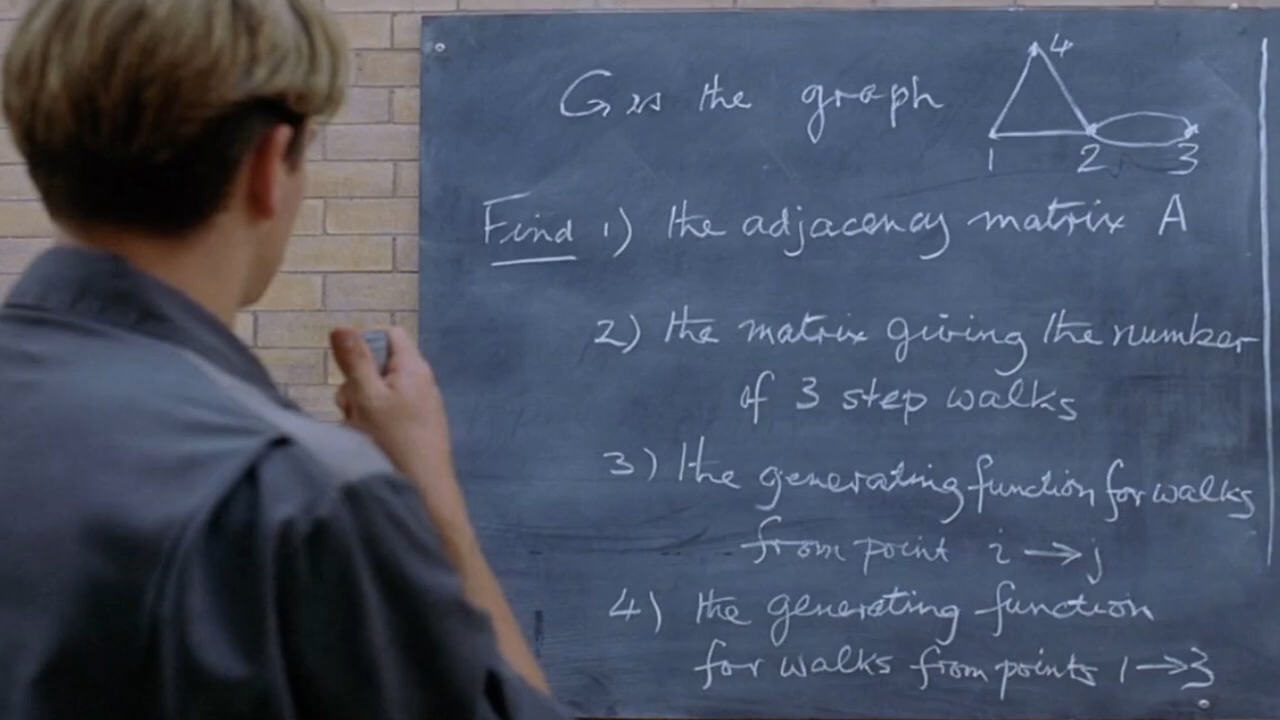 G is the graph
4
1 2 3
Find 1) the adjacency matrix A
2) the matrix giving the number
of 3 step walks
3) the generating function for walks
from point i → j
4) the generating function
for walks from points 1 → 3